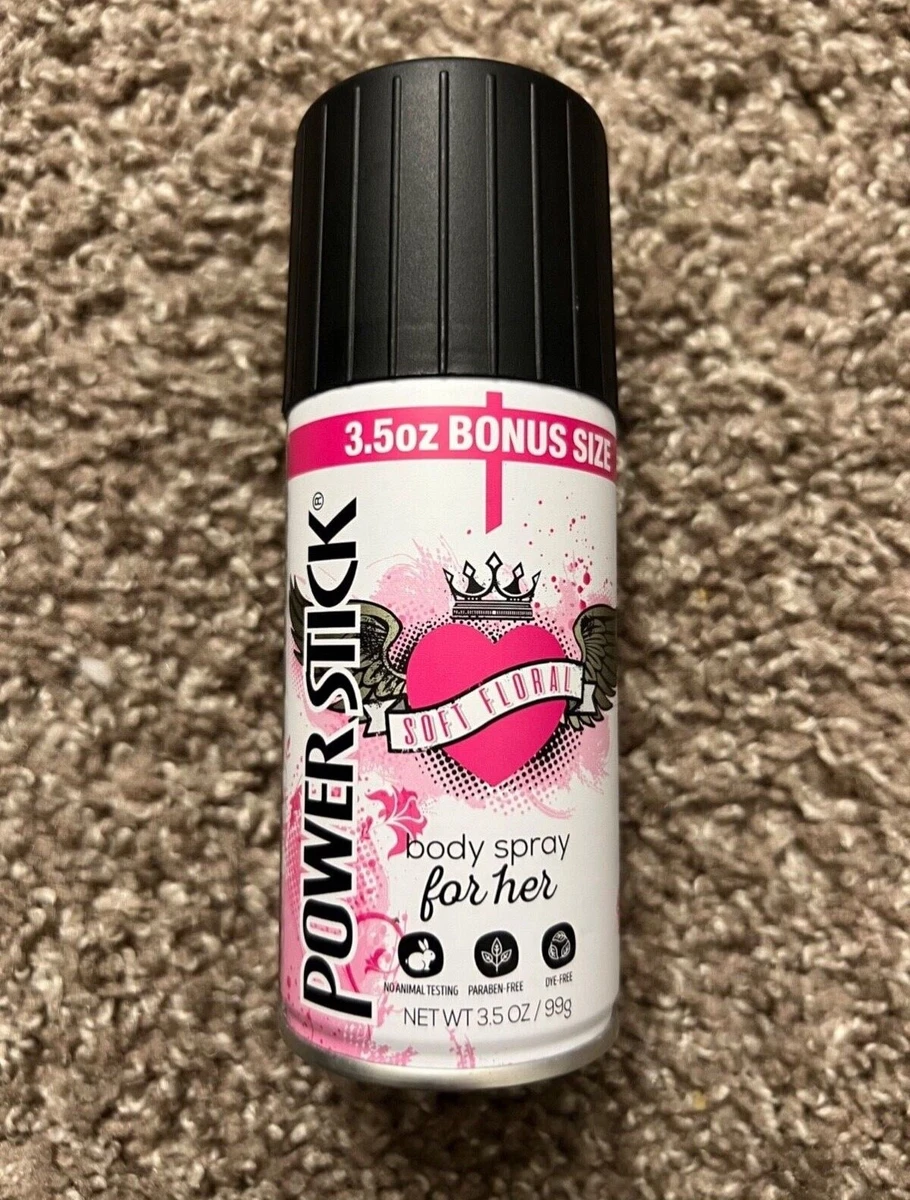 3.5oz BONUS SIZE
POWER STICK®
SOFT FLORAL
body spray
for her
NO ANIMAL TESTING
PARABEN-FREE
DYE-FREE
NET WT 3.5 OZ / 99g